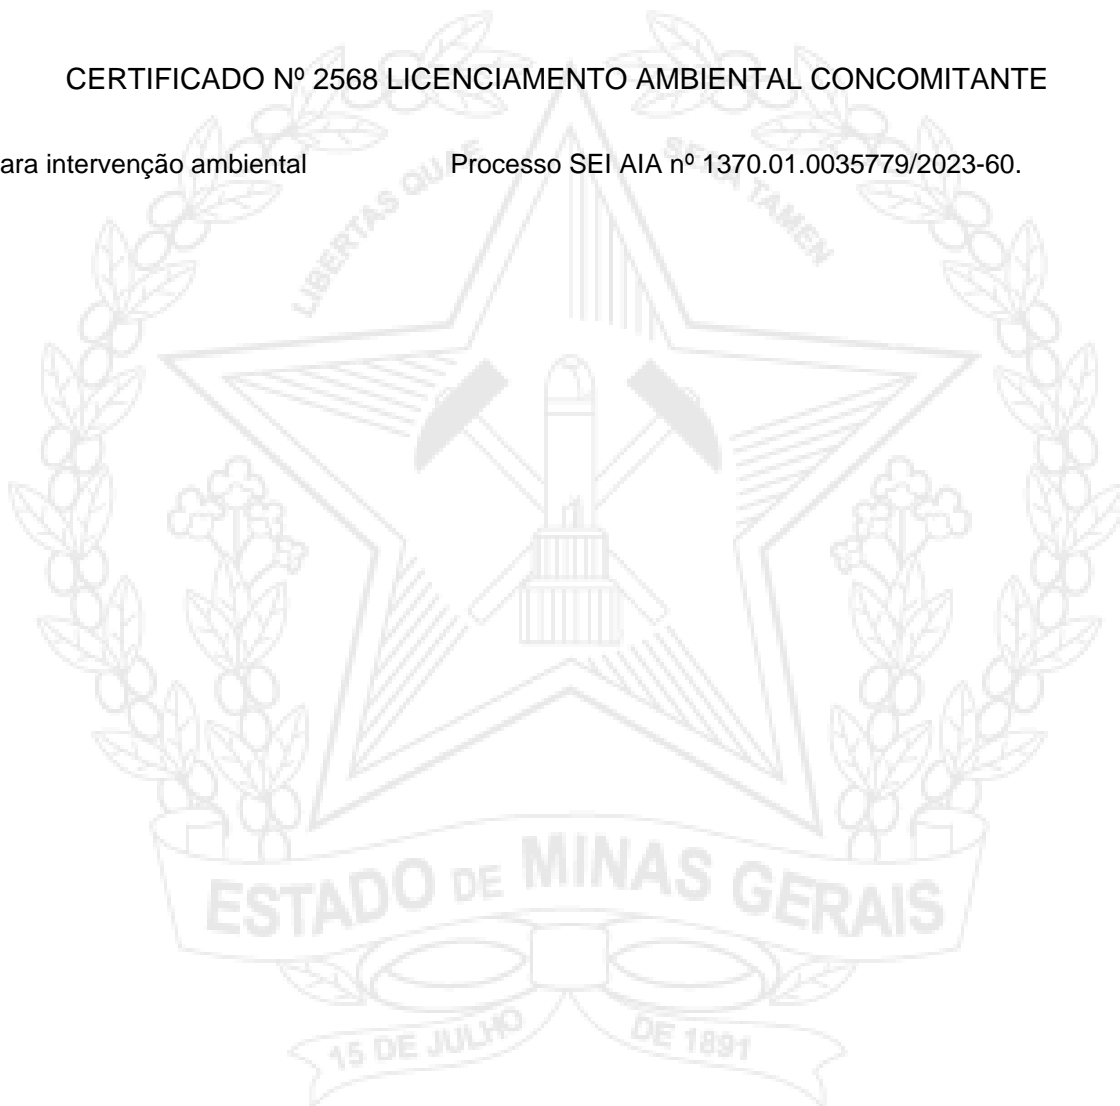 CERTIFICADO Nº 2568 LICENCIAMENTO AMBIENTAL CONCOMITANTE
ara intervenção ambiental Processo SEI AIA nº 1370.01.0035779/2023-60.
LIBERTAS QUAE SERA TAMEN
ESTADO DE MINAS GERAIS
15 DE JULHO DE 1891